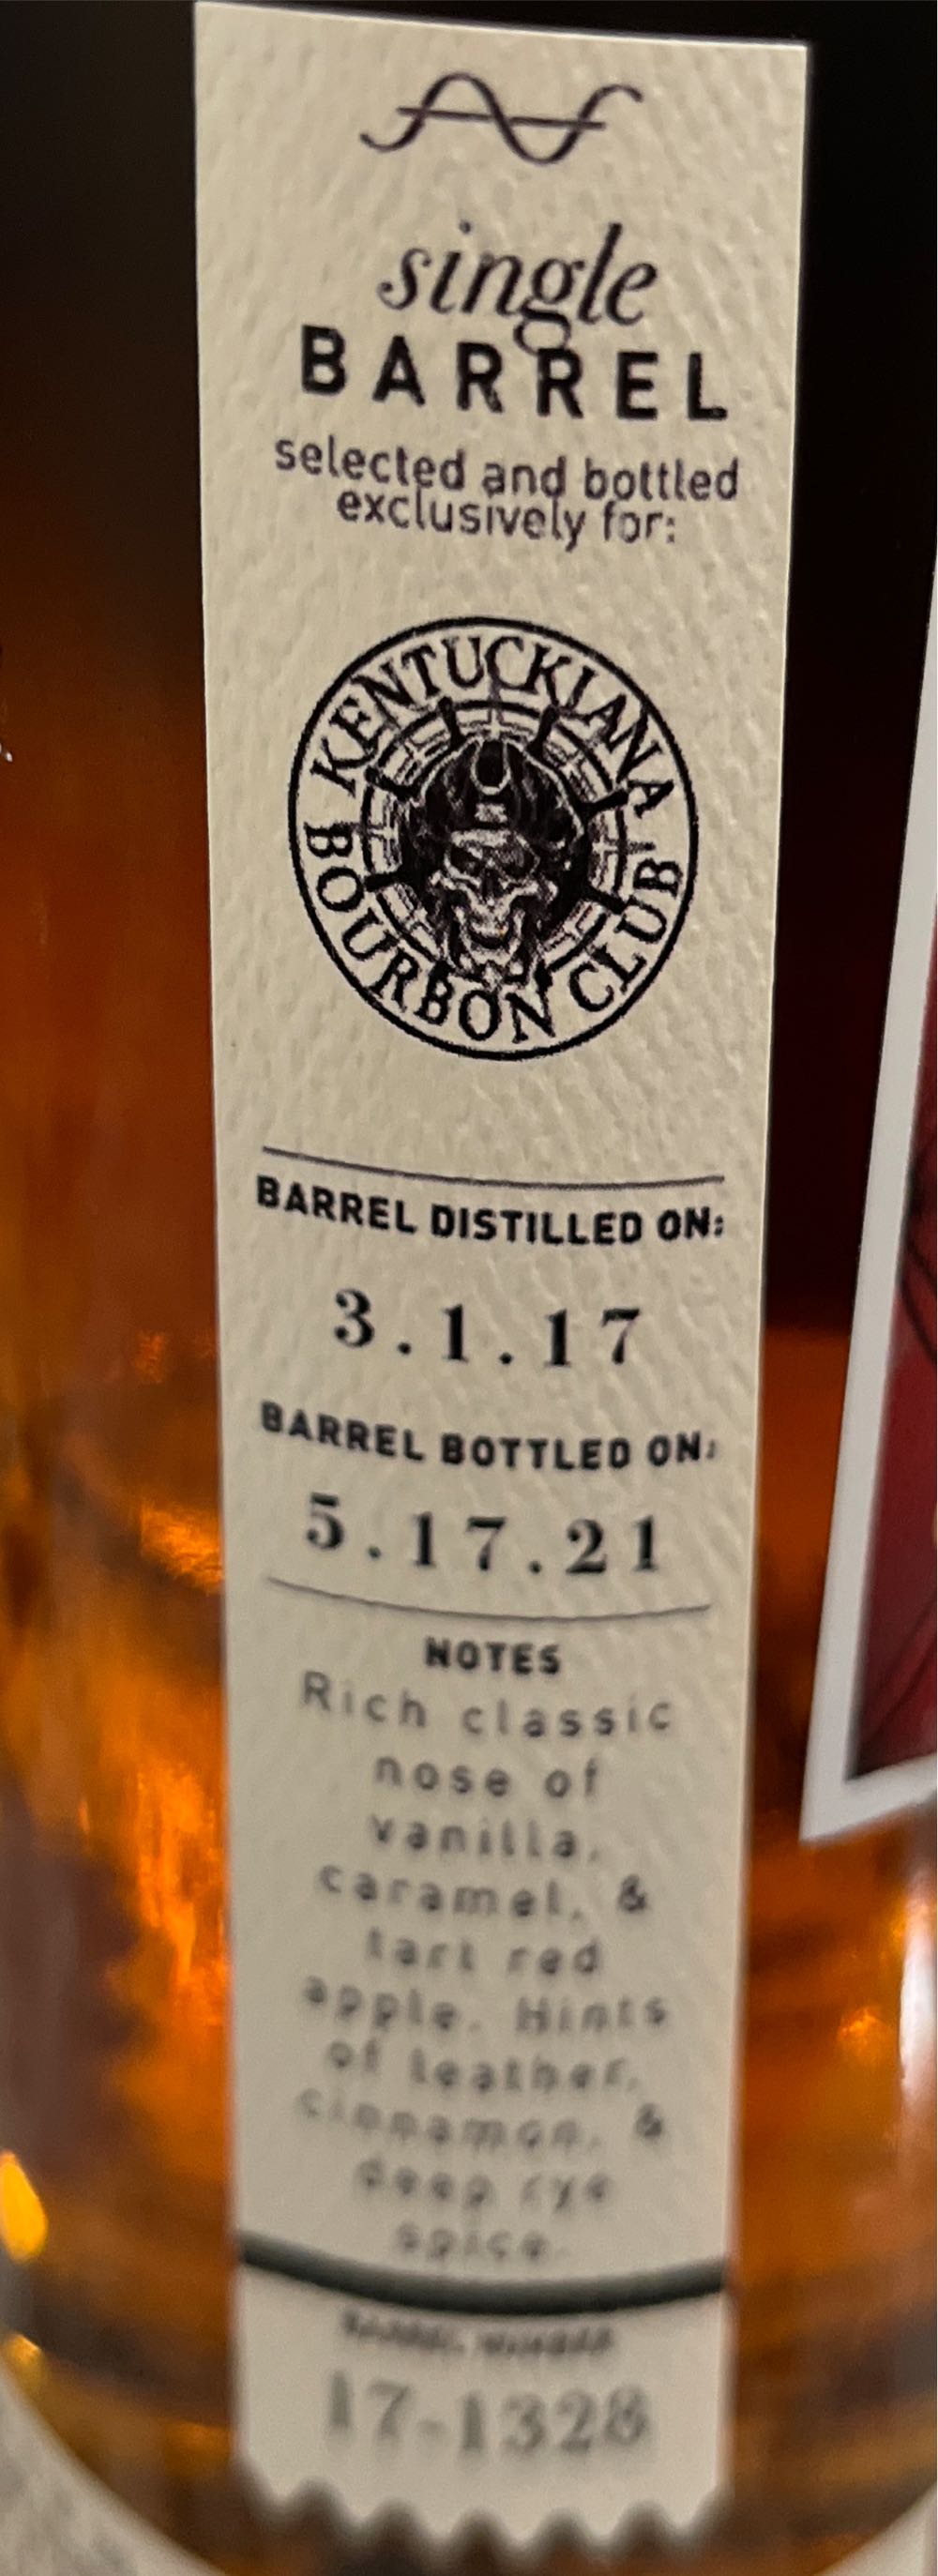 single
BARREL
selected and bottled
exclusively for:
KENTUCKIANA
BOURBON CLUB
BARREL DISTILLED ON:
3.1.17
BARREL BOTTLED ON:
5.17.21
NOTES
Rich classic
nose of
vanilla,
caramel, &
tart red
apple. Hints
of leather,
cinnamon, &
deep rye
spice.
BARREL NUMBER
17-1328